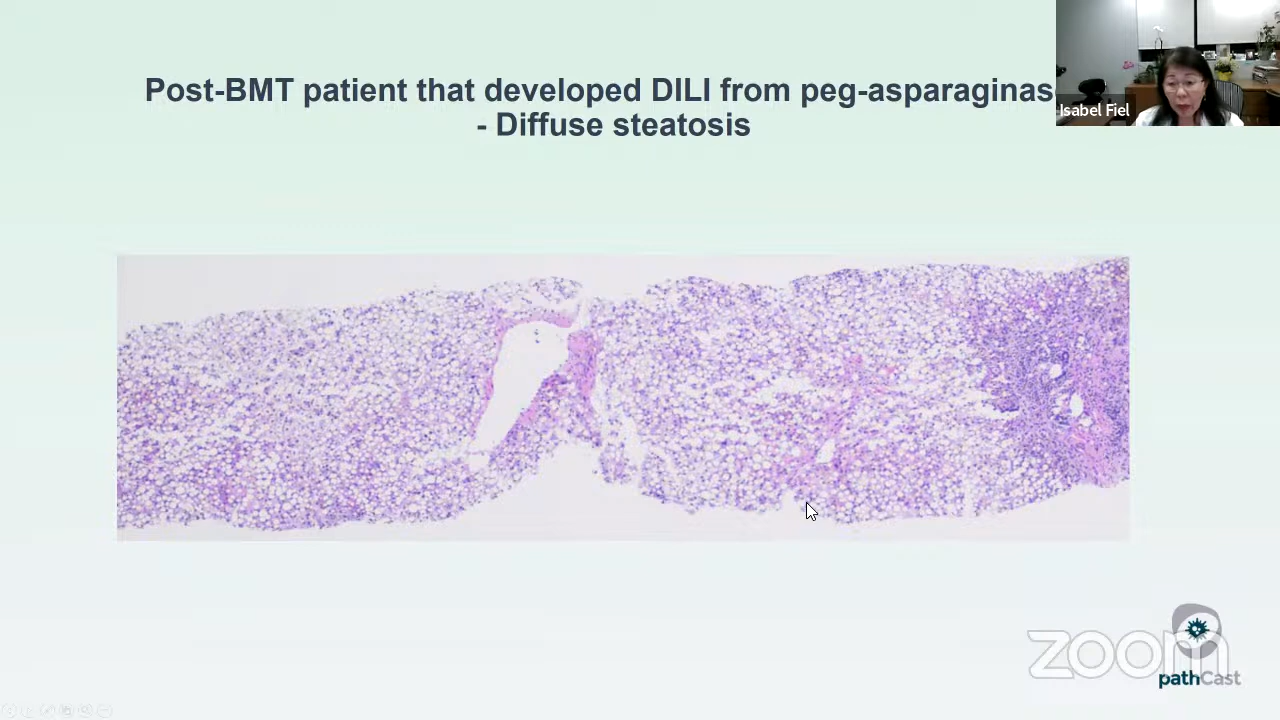 Post-BMT patient that developed DILI from peg-asparaginas
- Diffuse steatosis
Isabel Fiel
zoom
pathCast